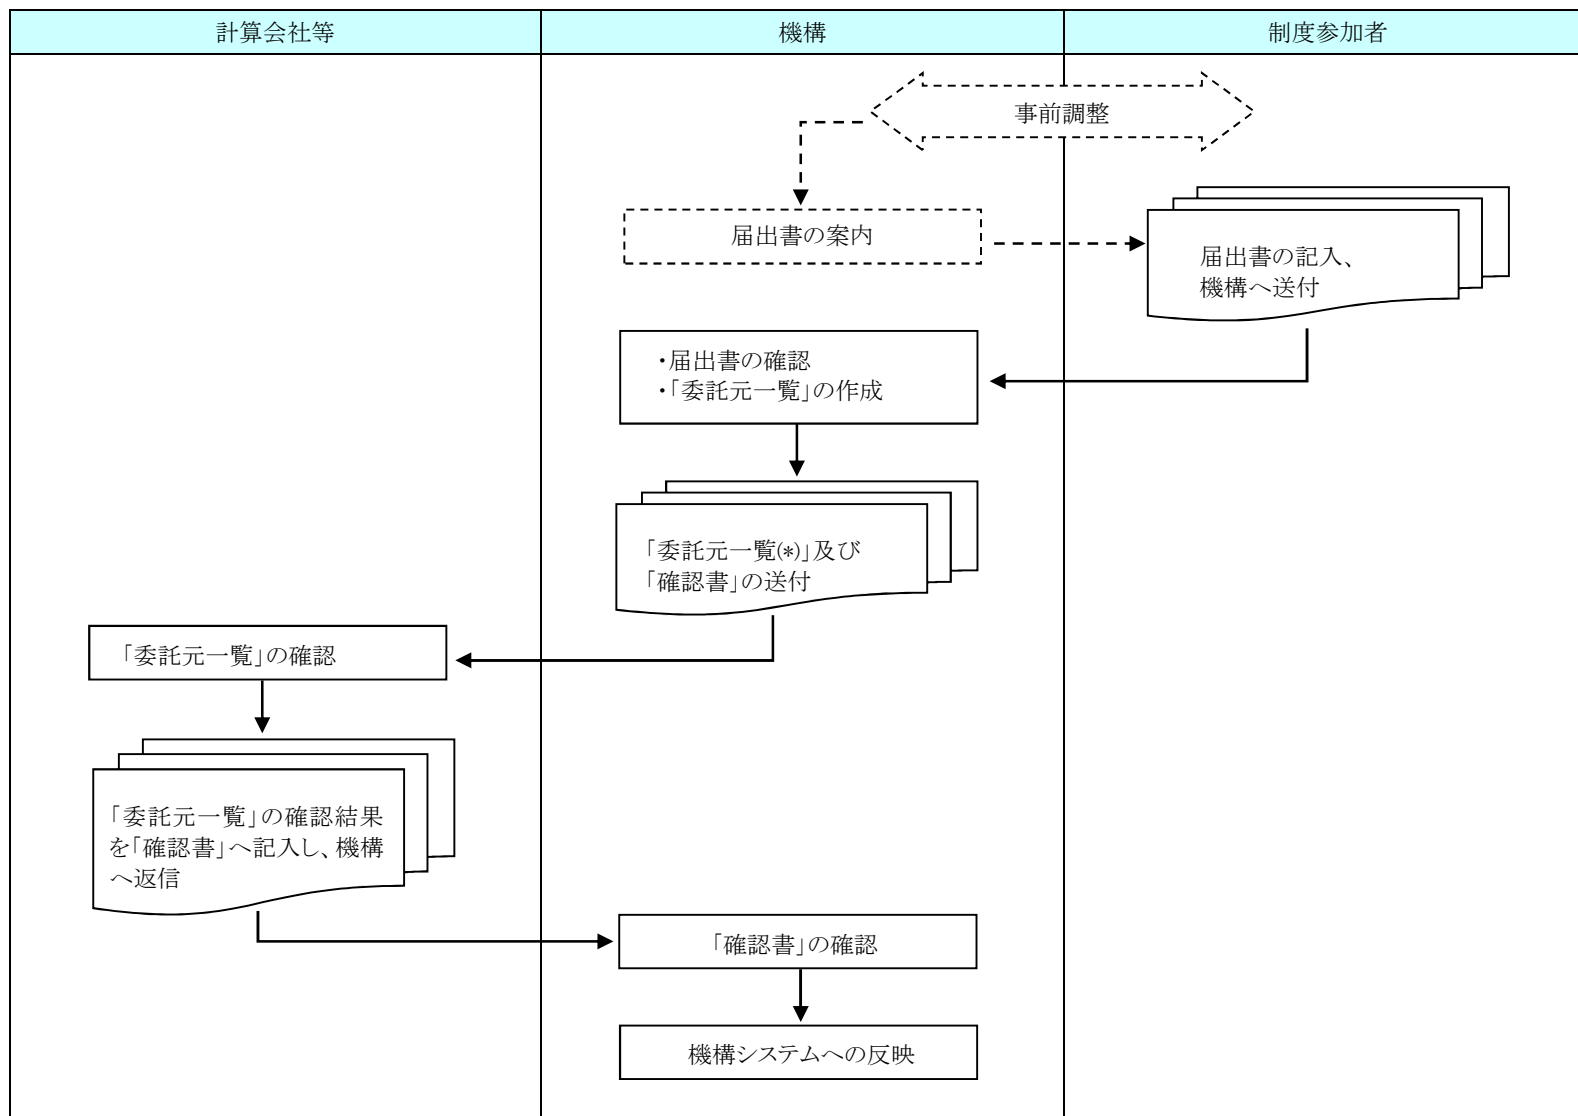 計算会社等
機構
制度参加者
事前調整
届出書の案内
届出書の記入、
機構へ送付
・届出書の確認
・「委託元一覧」の作成
「委託元一覧(*)」及び
「確認書」の送付
「委託元一覧」の確認
「委託元一覧」の確認結果
を「確認書」へ記入し、機構
へ返信
「確認書」の確認
機構システムへの反映